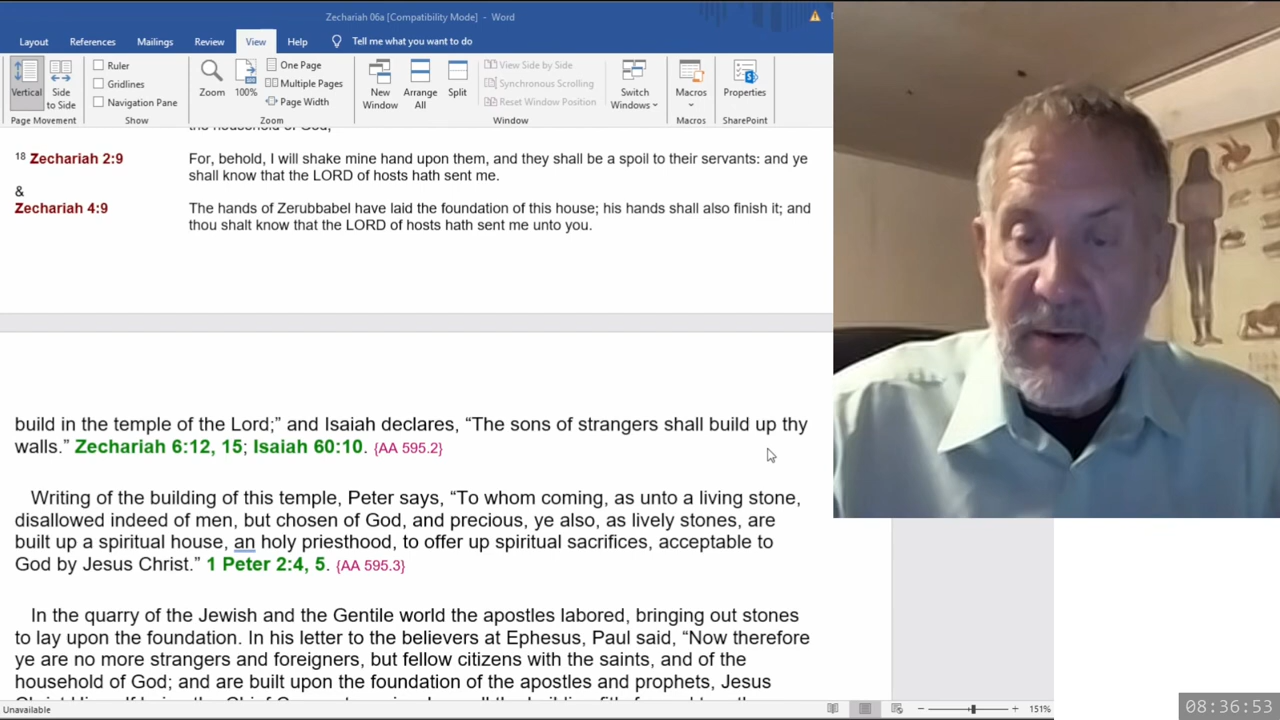 Zechariah 06a [Compatibility Mode] - Word
Layout References Mailings Review View Help Tell me what you want to do
Vertical
Side to Side
Page Movement
Ruler
Gridlines
Navigation Pane
Show
Zoom
100%
One Page
Multiple Pages
Page Width
Zoom
New Window
Arrange All
Split
View Side by Side
Synchronous Scrolling
Reset Window Position
Window
Switch Windows
Macros
Macros
Properties
SharePoint
the household of God;
18 Zechariah 2:9 For, behold, I will shake mine hand upon them, and they shall be a spoil to their servants: and ye
shall know that the LORD of hosts hath sent me.
&
Zechariah 4:9 The hands of Zerubbabel have laid the foundation of this house; his hands shall also finish it; and
thou shalt know that the LORD of hosts hath sent me unto you.
build in the temple of the Lord;” and Isaiah declares, “The sons of strangers shall build up thy
walls.” Zechariah 6:12, 15; Isaiah 60:10. {AA 595.2}
Writing of the building of this temple, Peter says, “To whom coming, as unto a living stone,
disallowed indeed of men, but chosen of God, and precious, ye also, as lively stones, are
built up a spiritual house, an holy priesthood, to offer up spiritual sacrifices, acceptable to
God by Jesus Christ.” 1 Peter 2:4, 5. {AA 595.3}
In the quarry of the Jewish and the Gentile world the apostles labored, bringing out stones
to lay upon the foundation. In his letter to the believers at Ephesus, Paul said, “Now therefore
ye are no more strangers and foreigners, but fellow citizens with the saints, and of the
household of God; and are built upon the foundation of the apostles and prophets, Jesus
Unavailable
151%
08:36:53